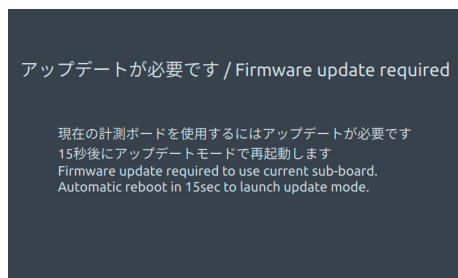 アップデートが必要です / Firmware update required
現在の計測ボードを使用するにはアップデートが必要です
15秒後にアップデートモードで再起動します
Firmware update required to use current sub-board.
Automatic reboot in 15sec to launch update mode.